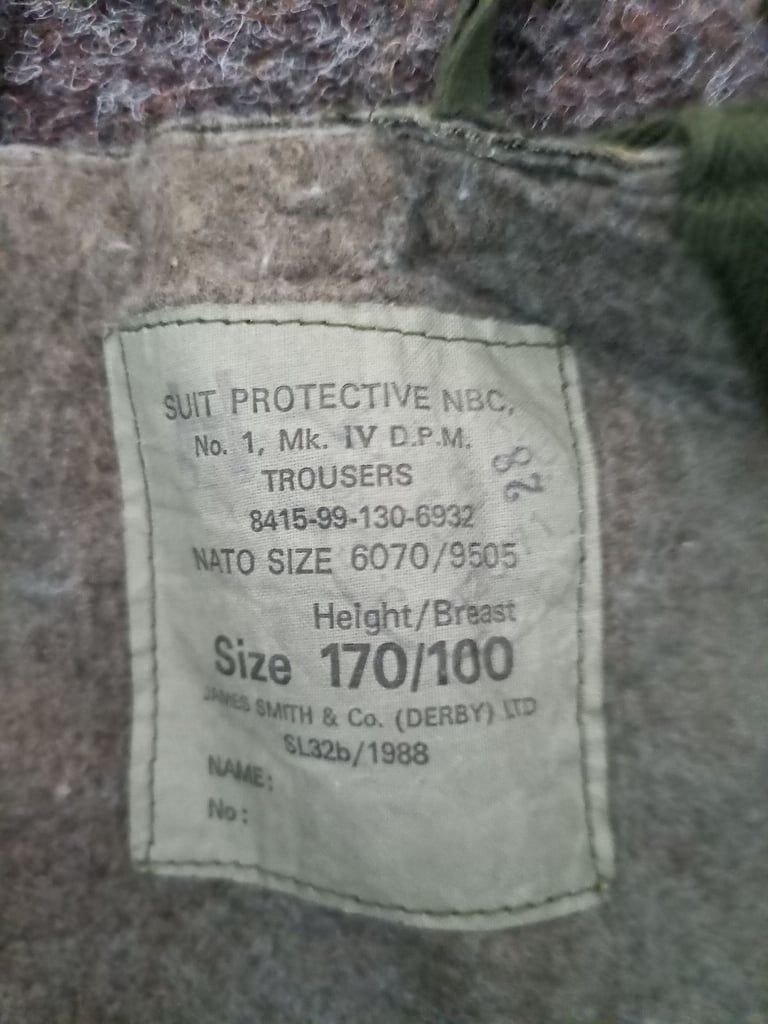 SUIT PROTECTIVE NBC,
No. 1, Mk. IV D.P.M.
82
TROUSERS
8415-99-130-6932
NATO SIZE 6070/9505
Height/Breast
Size 170/100
JAMES SMITH & Co. (DERBY) LTD
SL32b/1988
NAME:
No: